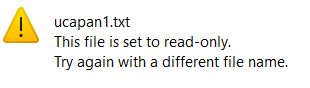 ucapan1.txt
This file is set to read-only.
Try again with a different file name.